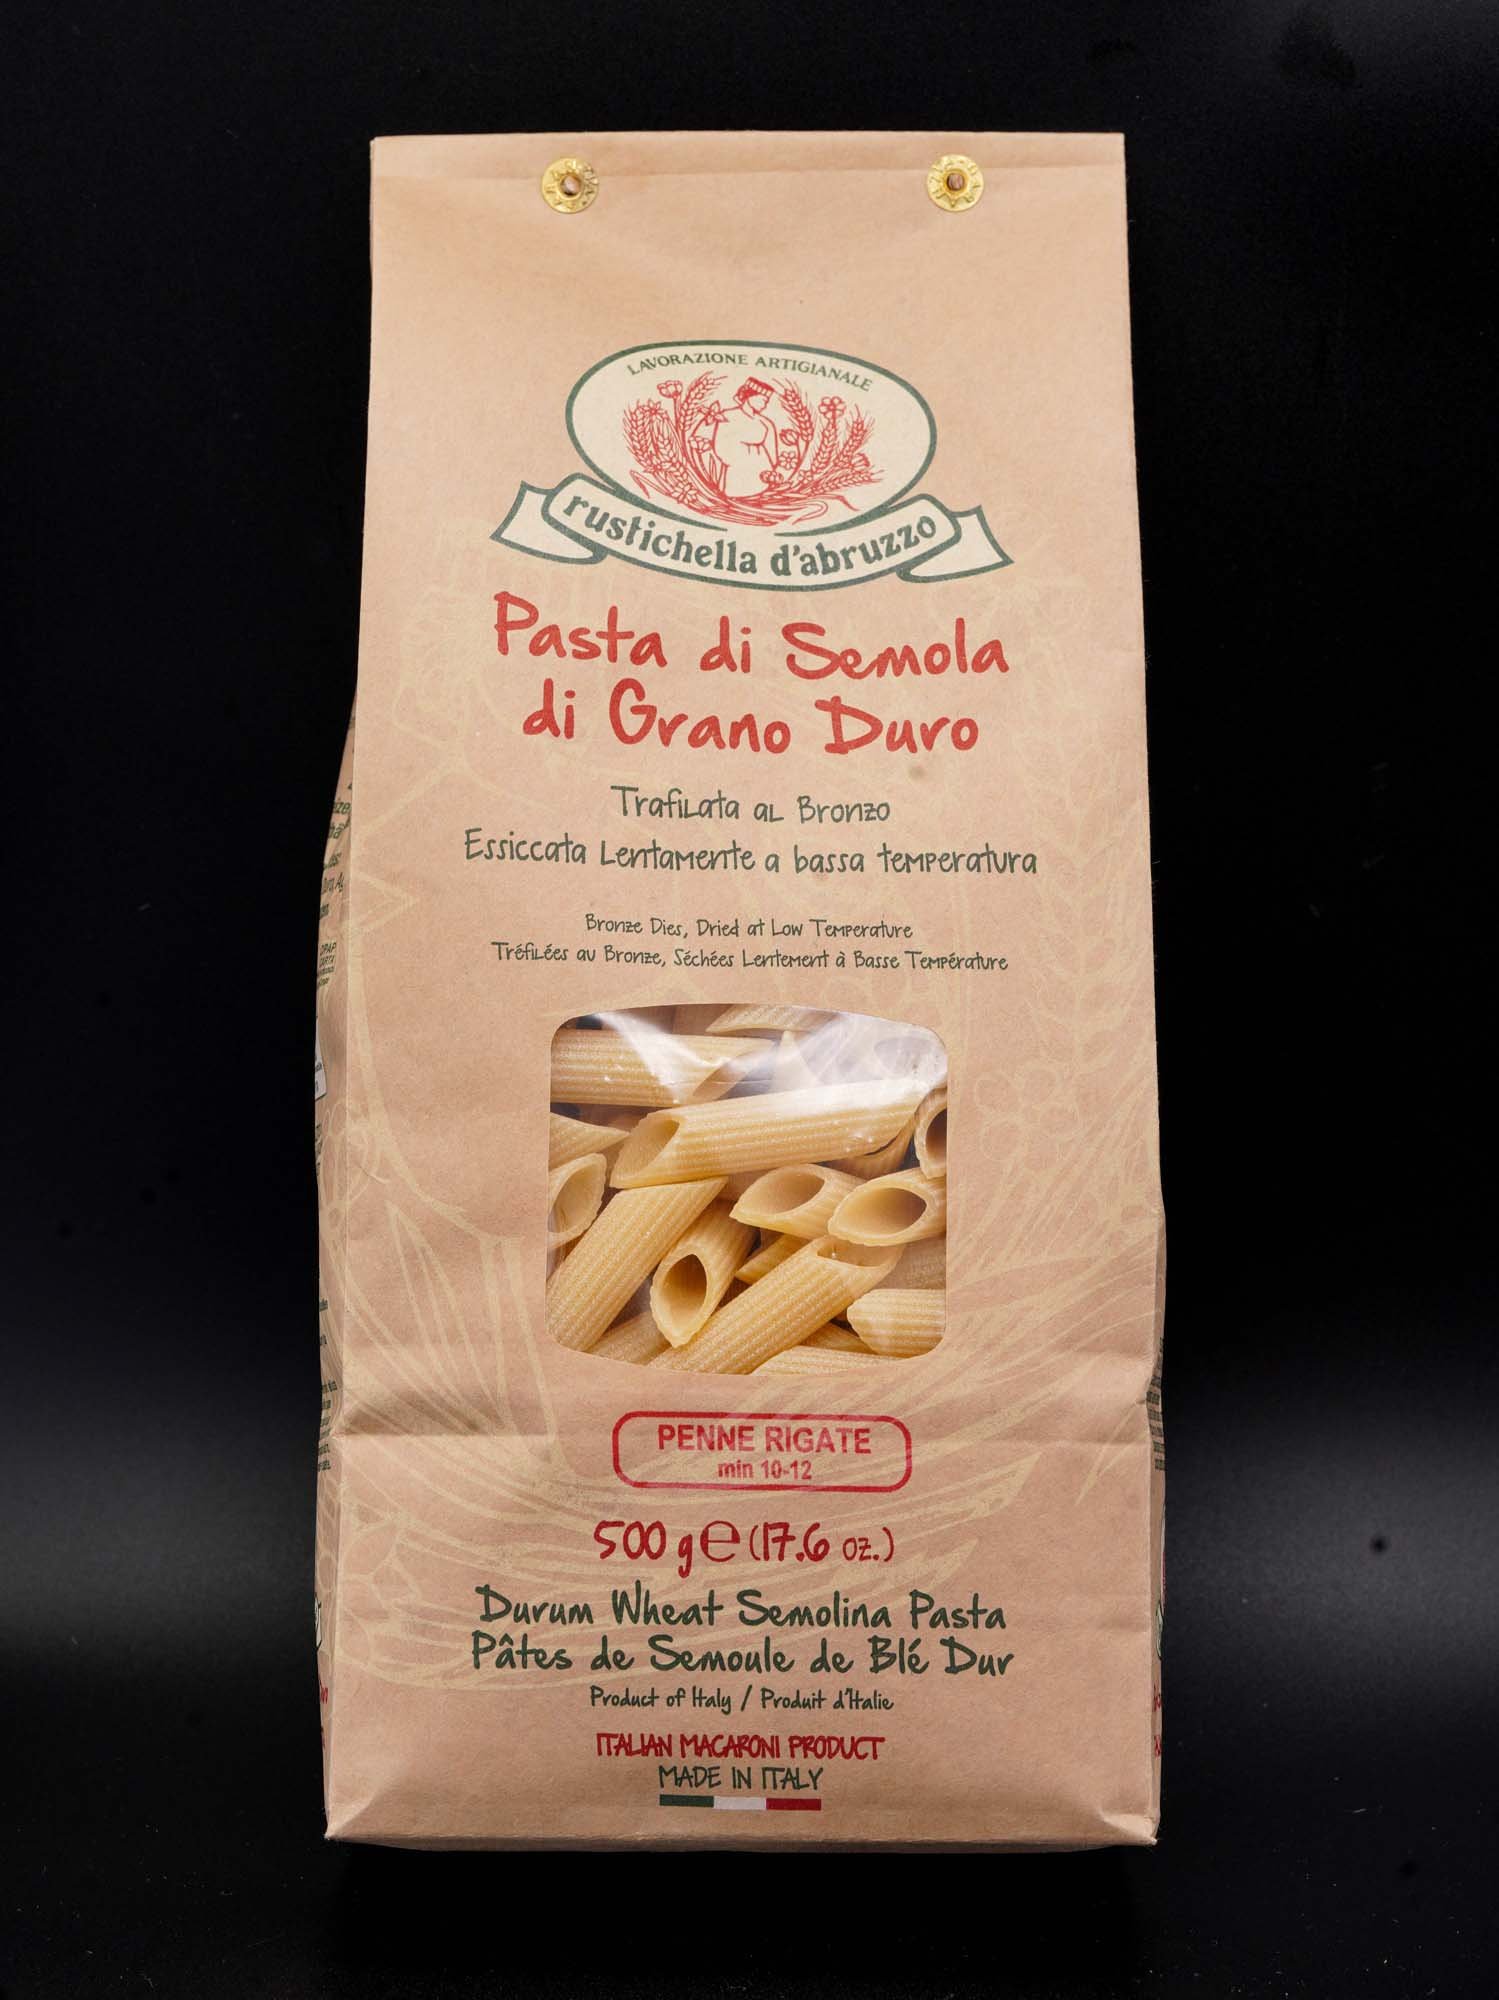 LAVORAZIONE ARTIGIANALE
rustichella d'abruzzo
Pasta di Semola
di Grano Duro
Trafilata al Bronzo
Essiccata Lentamente a bassa temperatura
Bronze Dies, Dried at Low Temperature
Tréfilées au Bronze, Séchées Lentement à Basse Température
PENNE RIGATE
min 10-12
500 g ℮ (17.6 oz.)
Durum Wheat Semolina Pasta
Pâtes de Semoule de Blé Dur
Product of Italy / Produit d'Italie
ITALIAN MACARONI PRODUCT
MADE IN ITALY